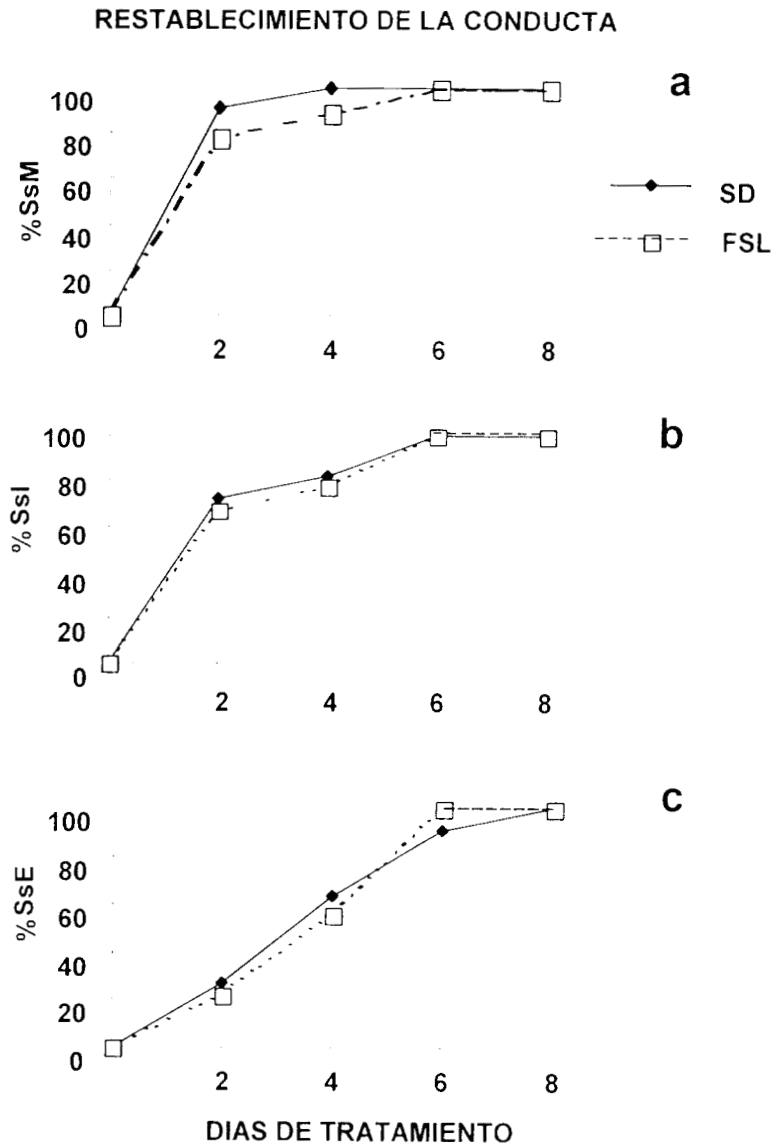 RESTABLECIMIENTO DE LA CONDUCTA
a
%SsM
100
80
60
40
20
0
2 4 6 8
SD
FSL
b
%SsI
100
80
60
40
20
0
2 4 6 8
c
%SsE
100
80
60
40
20
0
2 4 6 8
DIAS DE TRATAMIENTO